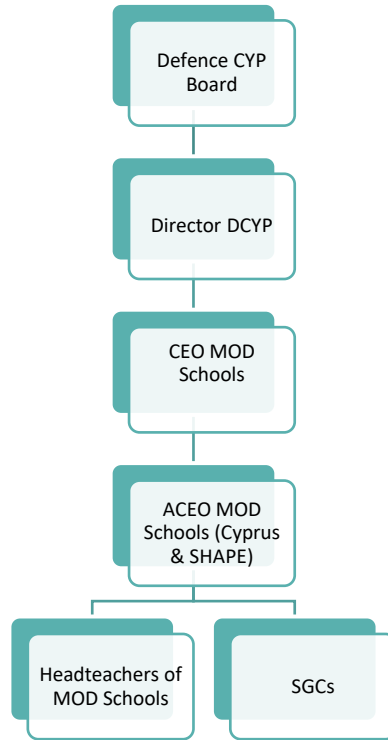 Defence CYP
Board
Director DCYP
CEO MOD
Schools
ACEO MOD
Schools (Cyprus
& SHAPE)
Headteachers of
MOD Schools
SGCs